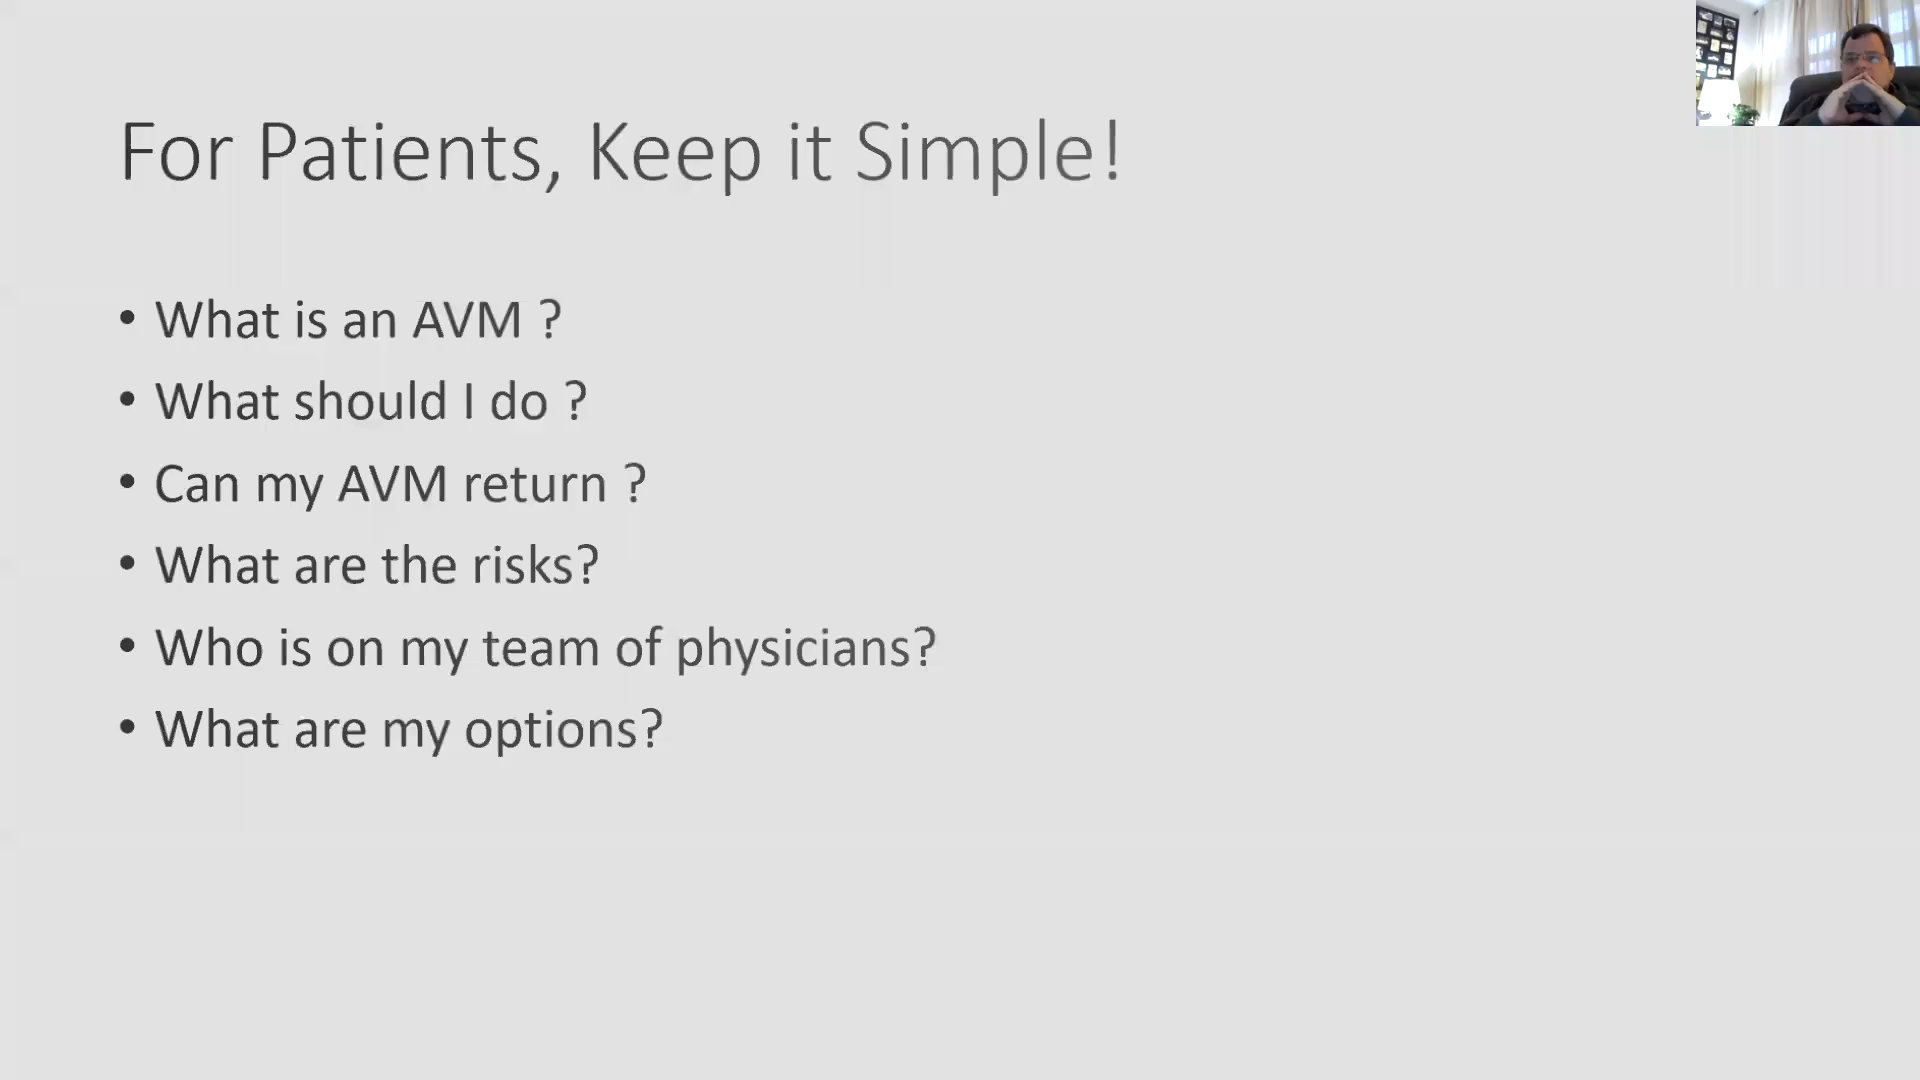 For Patients, Keep it Simple!
• What is an AVM ?
• What should I do ?
• Can my AVM return ?
• What are the risks?
• Who is on my team of physicians?
• What are my options?